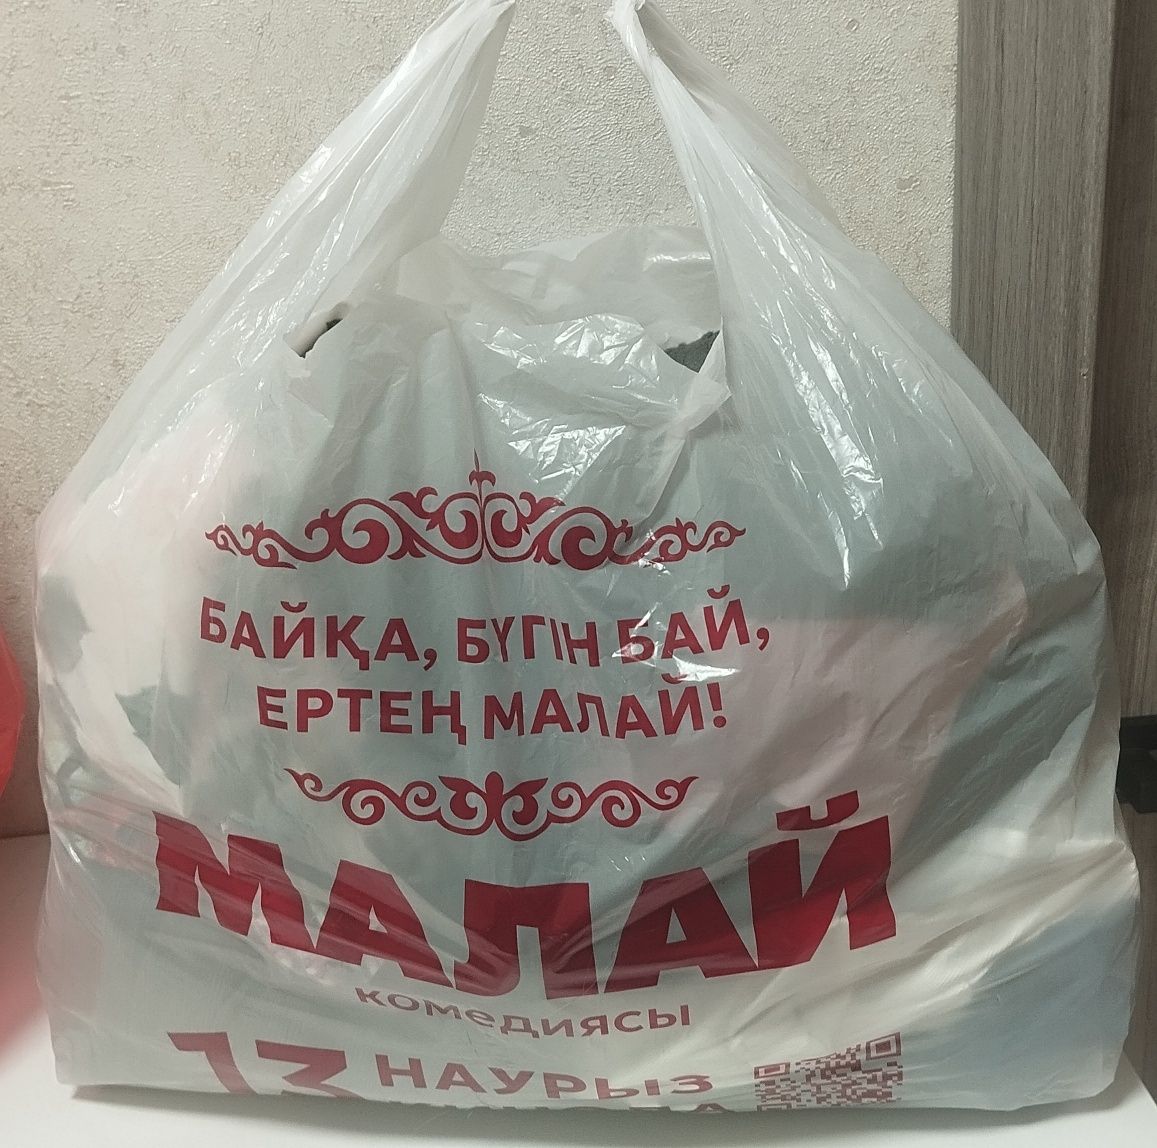 БАЙҚА, БҮГІН БАЙ,
ЕРТЕҢ МАЛАЙ!
МАЛАЙ
комедиясы
13 НАУРЫЗ